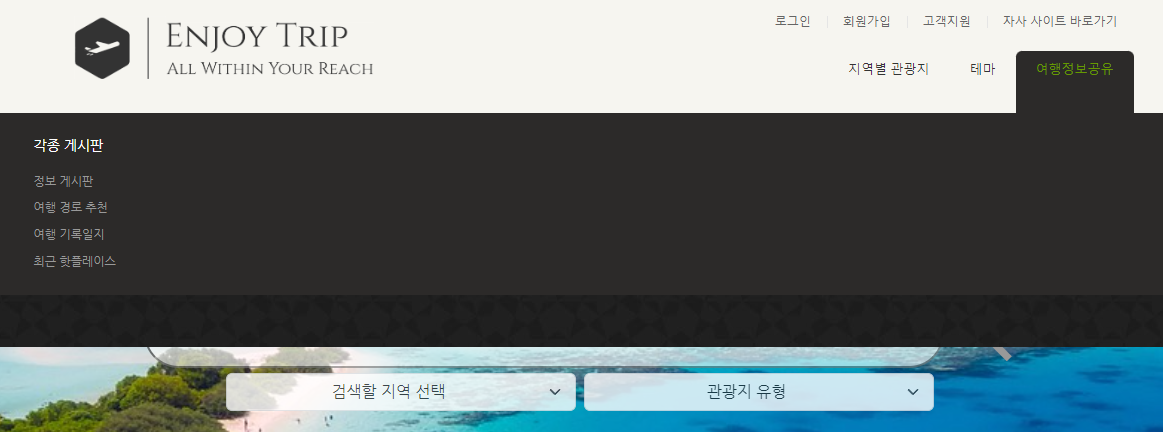 로그인 회원가입 고객지원 자사 사이트 바로가기
ENJOY TRIP
ALL WITHIN YOUR REACH
지역별 관광지 테마 여행정보공유
각종 게시판
정보 게시판
여행 경로 추천
여행 기록일지
최근 핫플레이스
검색할 지역 선택 관광지 유형